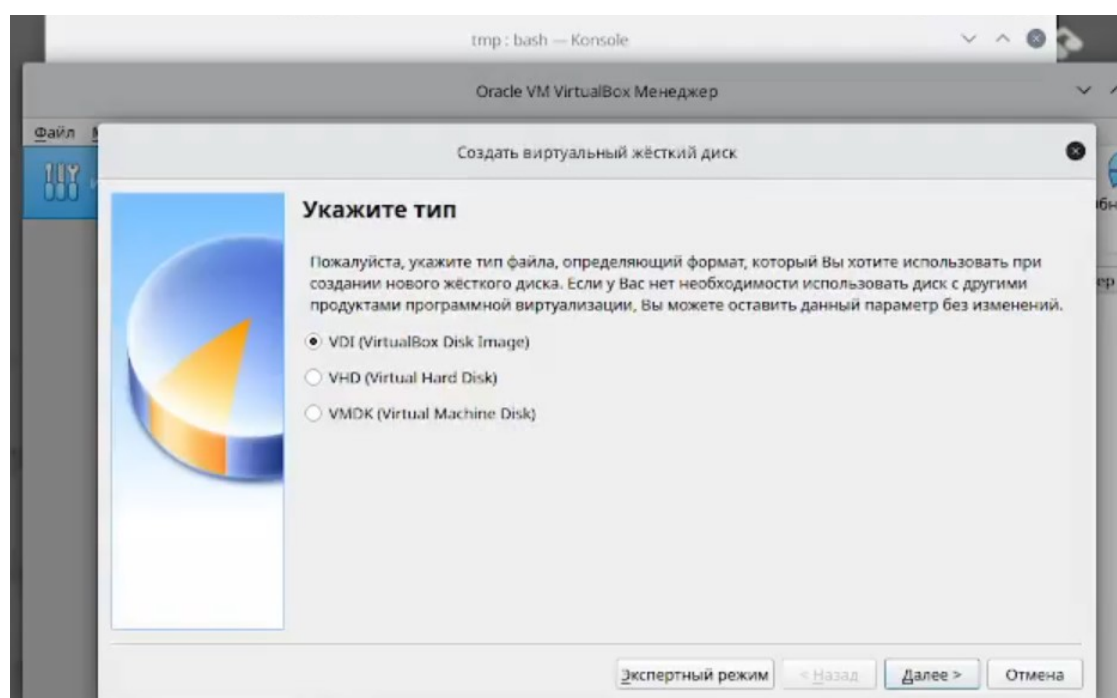 tmp : bash — Konsole
Oracle VM VirtualBox Менеджер
Файл
Создать виртуальный жёсткий диск
Укажите тип
Пожалуйста, укажите тип файла, определяющий формат, который Вы хотите использовать при
создании нового жёсткого диска. Если у Вас нет необходимости использовать диск с другими
продуктами программной виртуализации, Вы можете оставить данный параметр без изменений.
VDI (VirtualBox Disk Image)
VHD (Virtual Hard Disk)
VMDK (Virtual Machine Disk)
Экспертный режим < Назад Далее > Отмена